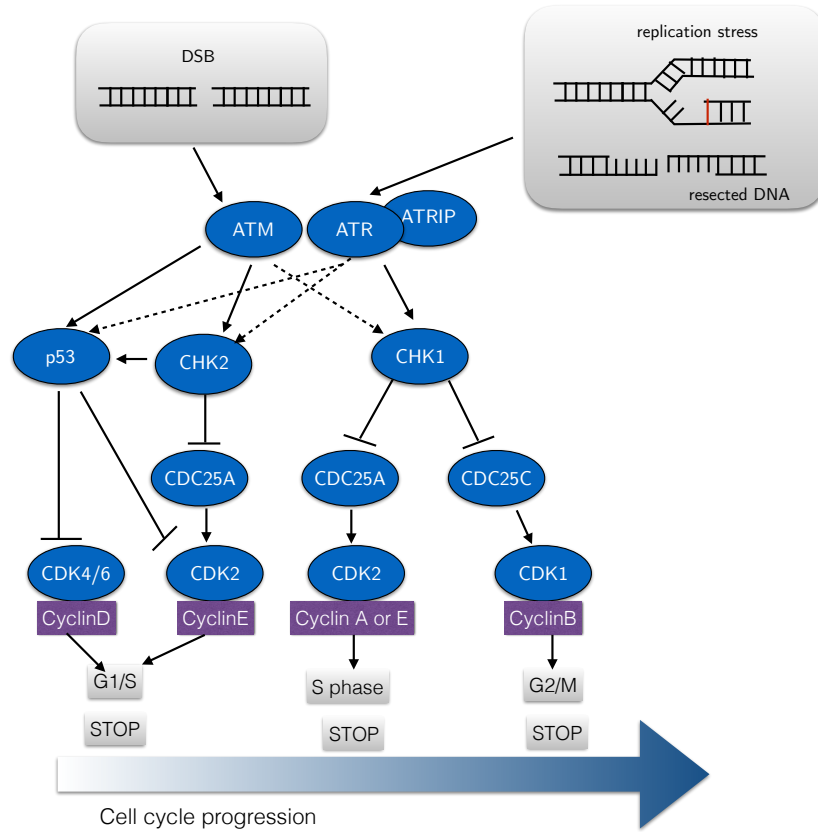 DSB
replication stress
resected DNA
ATM
ATR
ATRIP
p53
CHK2
CHK1
CDC25A
CDC25A
CDC25C
CDK4/6
CDK2
CDK2
CDK1
CyclinD
CyclinE
Cyclin A or E
CyclinB
G1/S
S phase
G2/M
STOP
STOP
STOP
Cell cycle progression